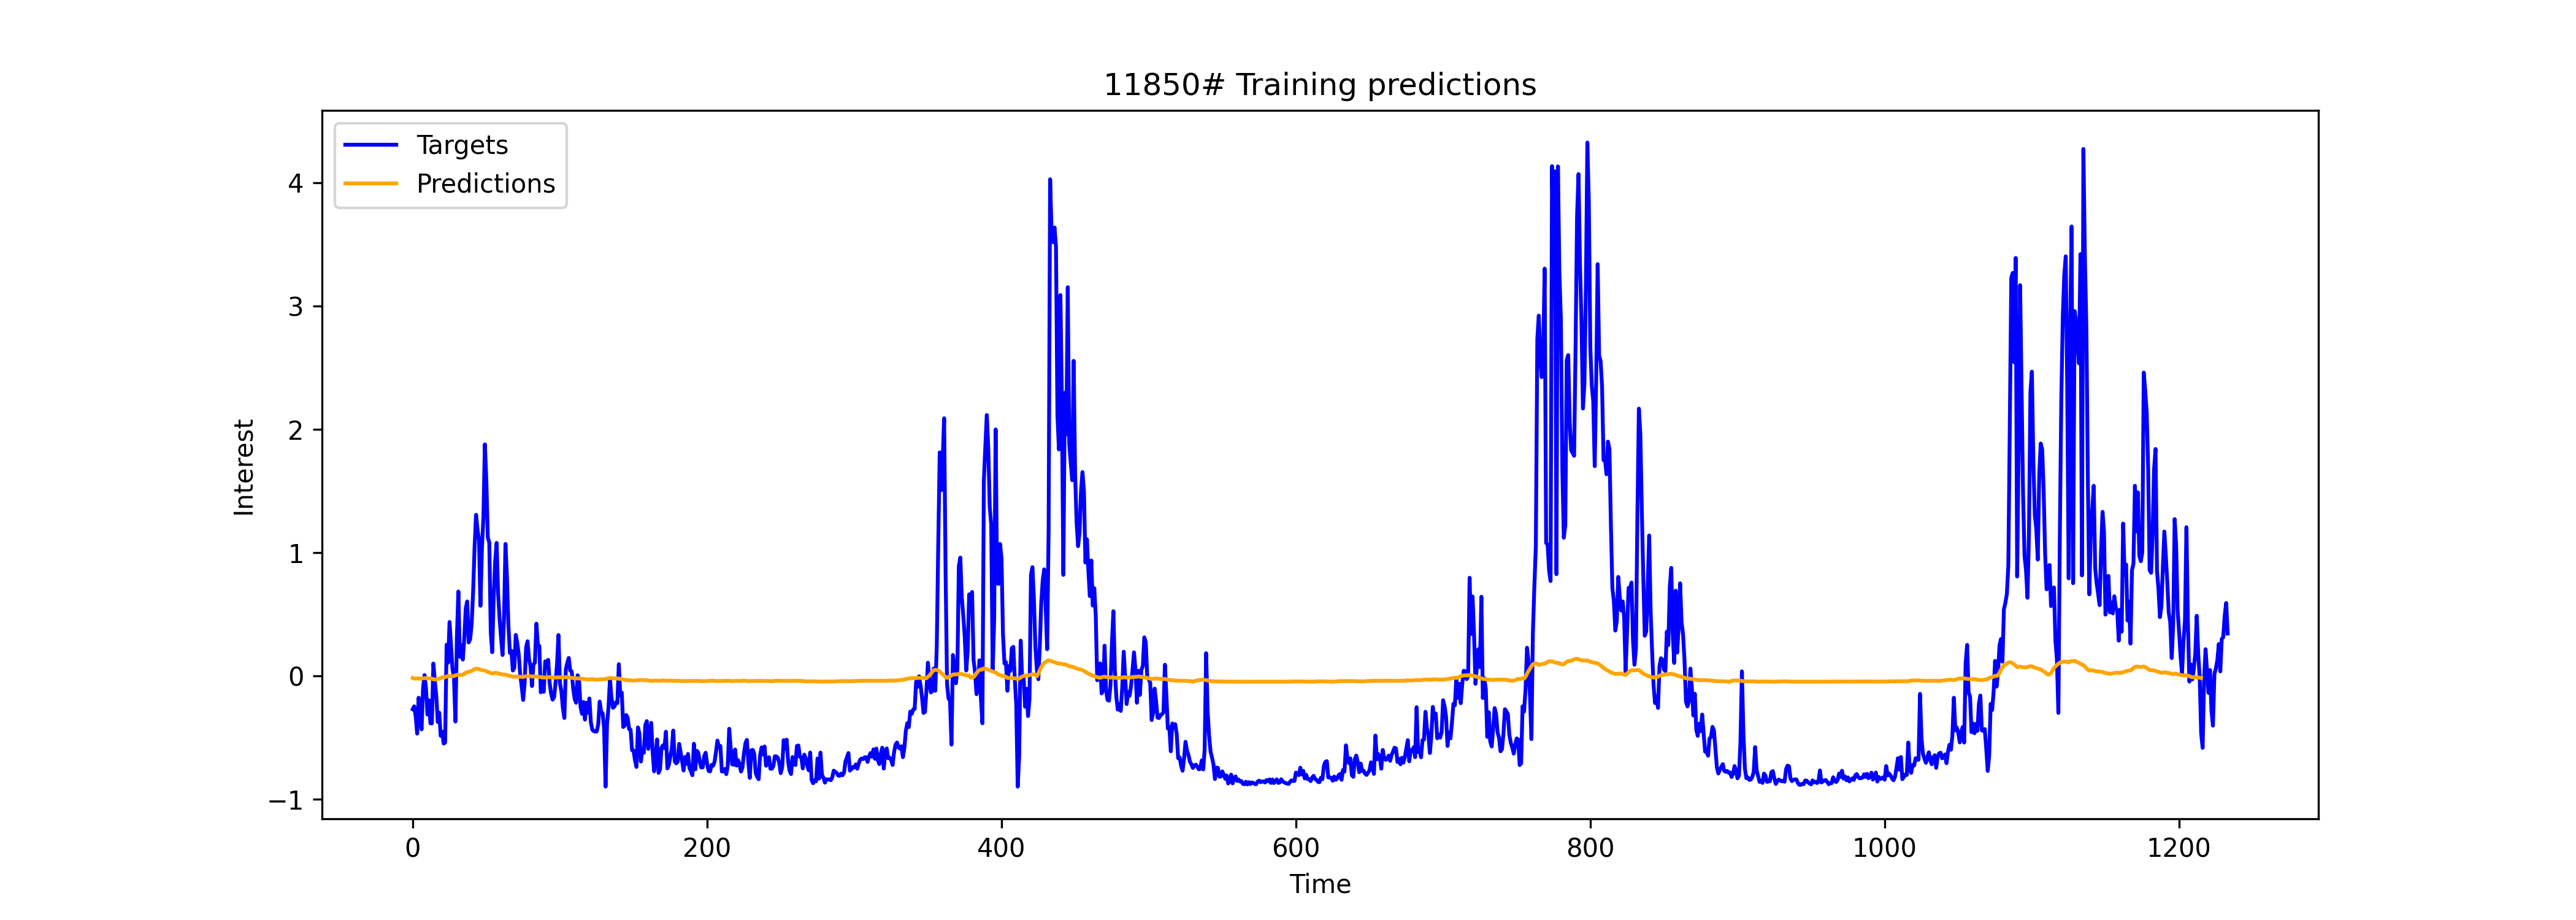 11850# Training predictions
Targets
Predictions
Interest
4
3
2
1
0
−1
0
200
400
600
800
1000
1200
Time